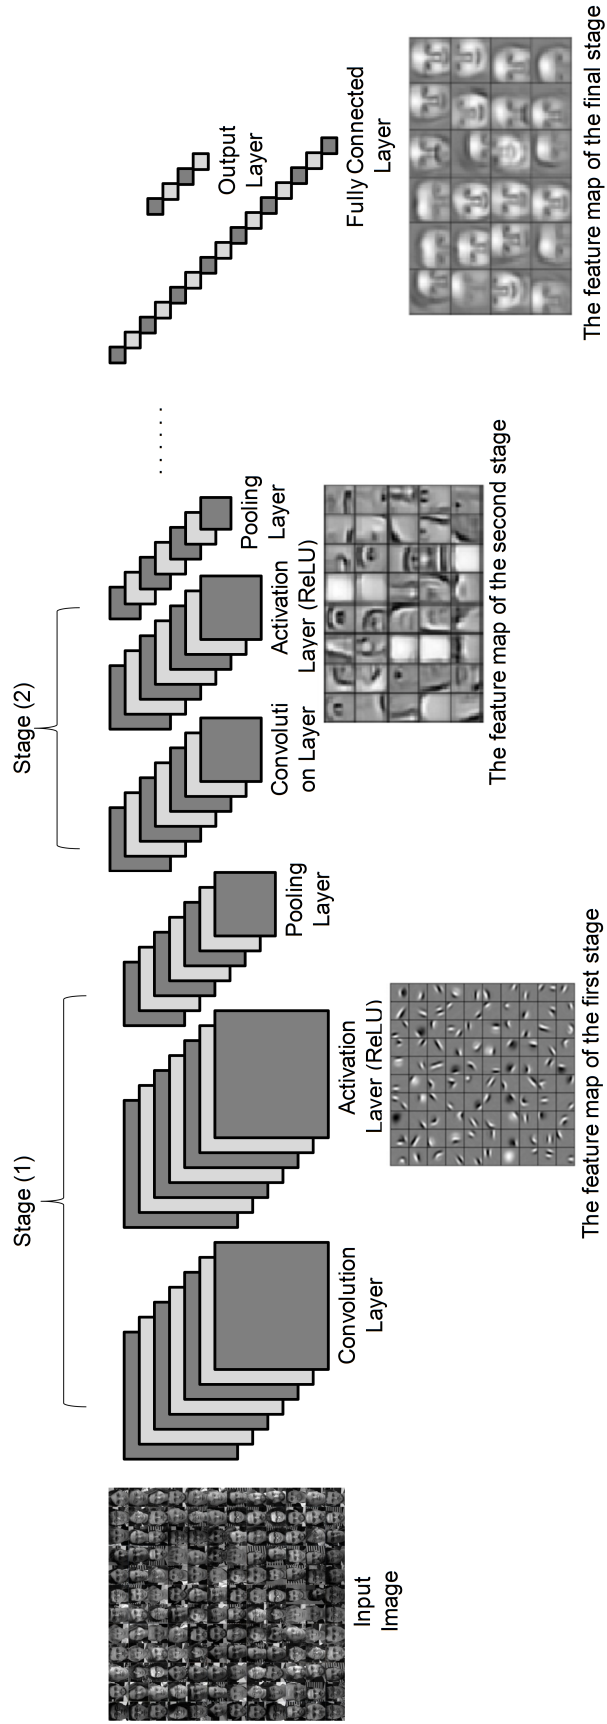 Stage (1)
Stage (2)
Input
Image
Convolution
Layer
Activation
Layer (ReLU)
Pooling
Layer
Convoluti
on Layer
Activation
Layer (ReLU)
Pooling
Layer
. . . . . .
Fully Connected
Layer
Output
Layer
The feature map of the first stage
The feature map of the second stage
The feature map of the final stage